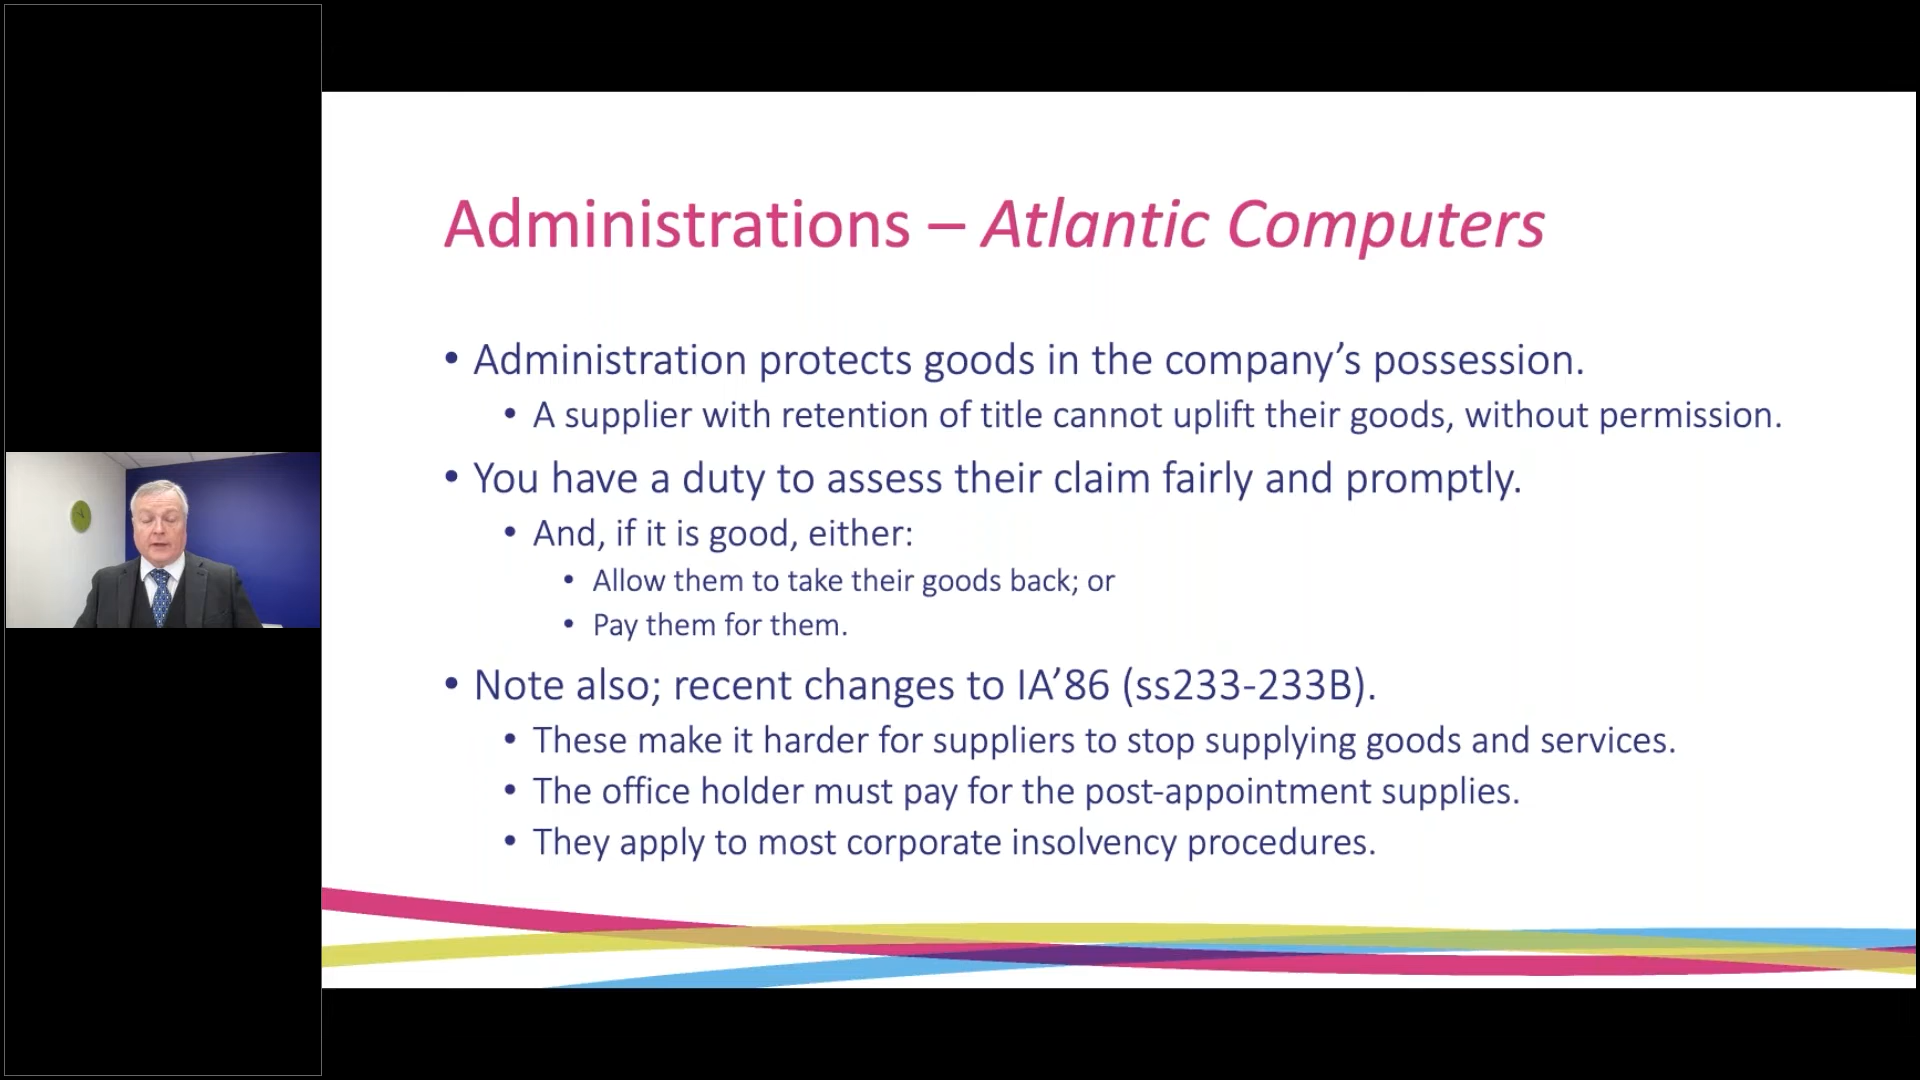 Administrations – Atlantic Computers
• Administration protects goods in the company’s possession.
• A supplier with retention of title cannot uplift their goods, without permission.
• You have a duty to assess their claim fairly and promptly.
• And, if it is good, either:
• Allow them to take their goods back; or
• Pay them for them.
• Note also; recent changes to IA’86 (ss233-233B).
• These make it harder for suppliers to stop supplying goods and services.
• The office holder must pay for the post-appointment supplies.
• They apply to most corporate insolvency procedures.